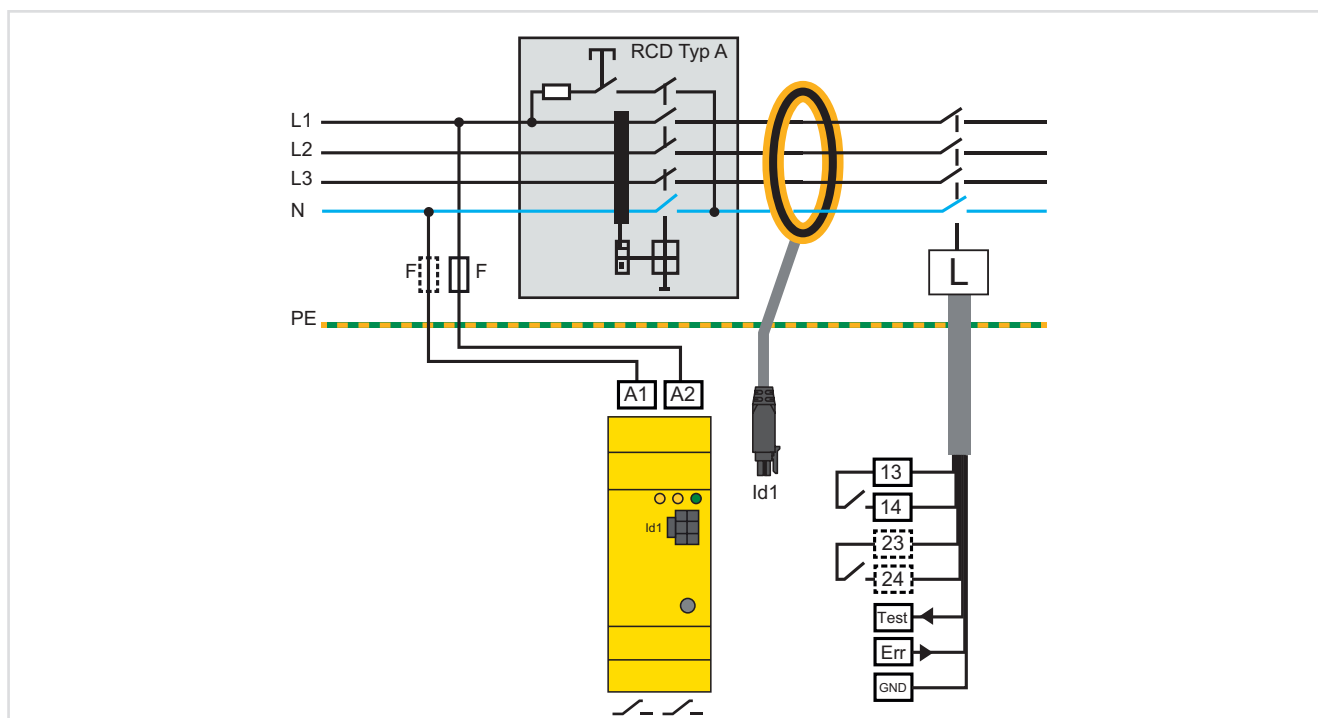 RCD Typ A
L1
L2
L3
N
F
F
L
PE
A1
A2
Id1
Id1
13
14
23
24
Test
Err
GND